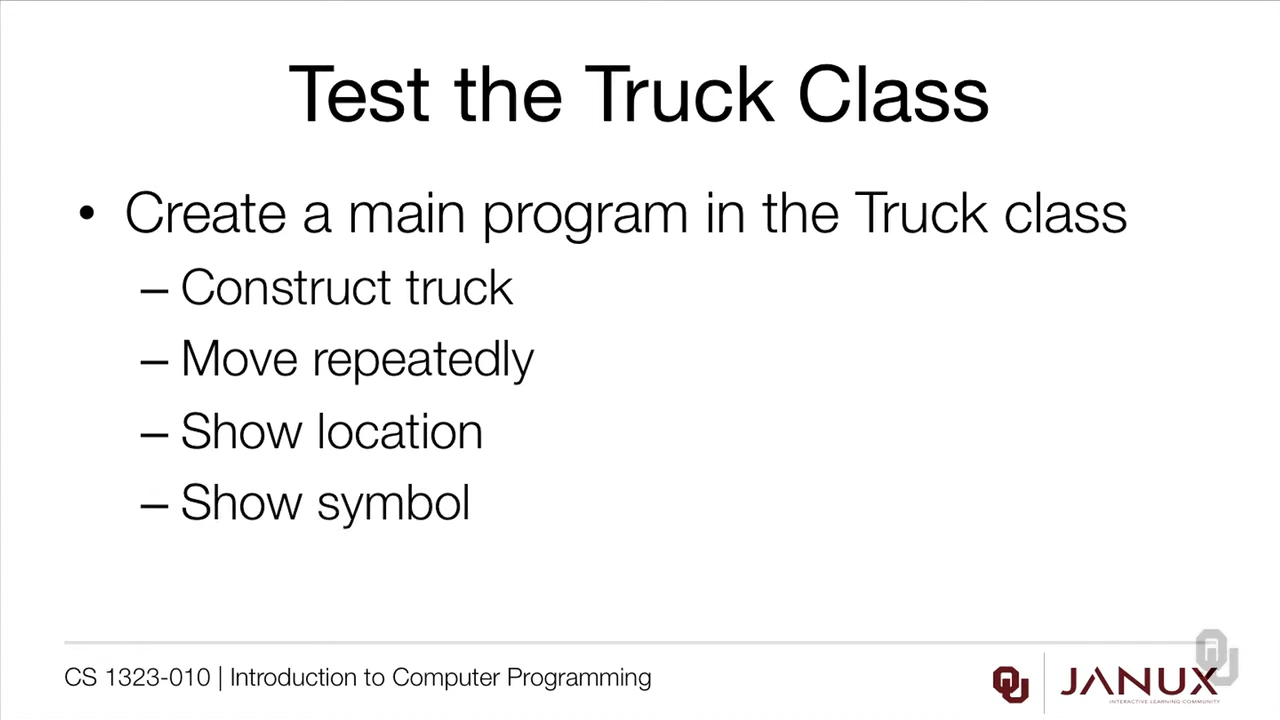 Test the Truck Class
• Create a main program in the Truck class
– Construct truck
– Move repeatedly
– Show location
– Show symbol
CS 1323-010 | Introduction to Computer Programming
OU
JANUX
INTERACTIVE LEARNING COMMUNITY
OU